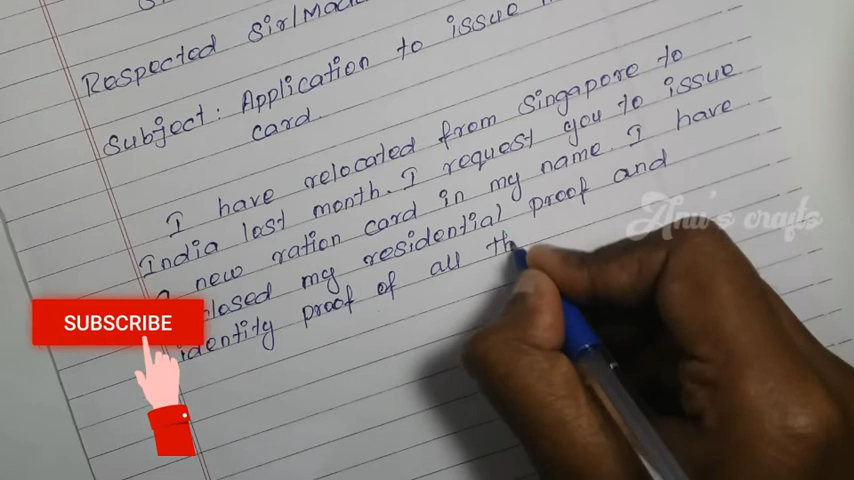 Respected Sir/Mada
Subject: Application to issue
card.
I have relocated from Singapore to
India last month. I request you to issue
new ration card in my name. I have
closed my residential proof and
identity proof of all th
SUBSCRIBE
Anu's crafts